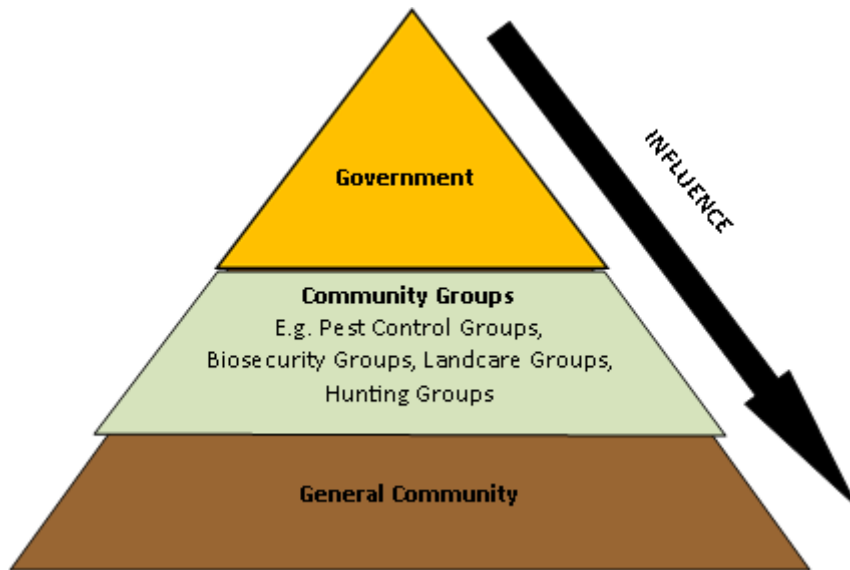 Government
INFLUENCE
Community Groups
E.g. Pest Control Groups,
Biosecurity Groups, Landcare Groups,
Hunting Groups
General Community